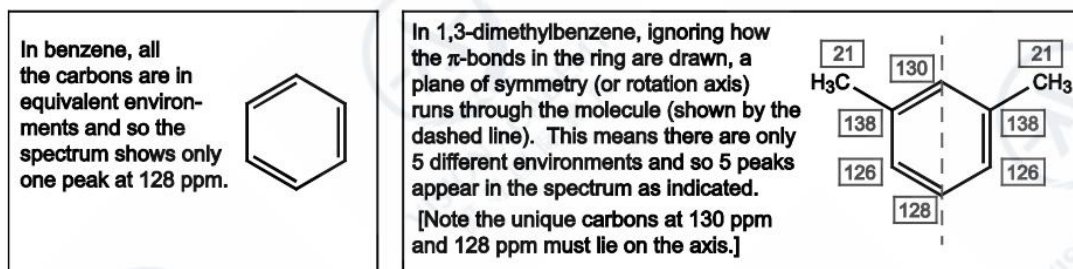 In benzene, all
the carbons are in
equivalent environ-
ments and so the
spectrum shows only
one peak at 128 ppm.
In 1,3-dimethylbenzene, ignoring how
the π-bonds in the ring are drawn, a
plane of symmetry (or rotation axis)
runs through the molecule (shown by the
dashed line). This means there are only
5 different environments and so 5 peaks
appear in the spectrum as indicated.
[Note the unique carbons at 130 ppm
and 128 ppm must lie on the axis.]
21 21
130
H₃C CH₃
138 138
126 126
128